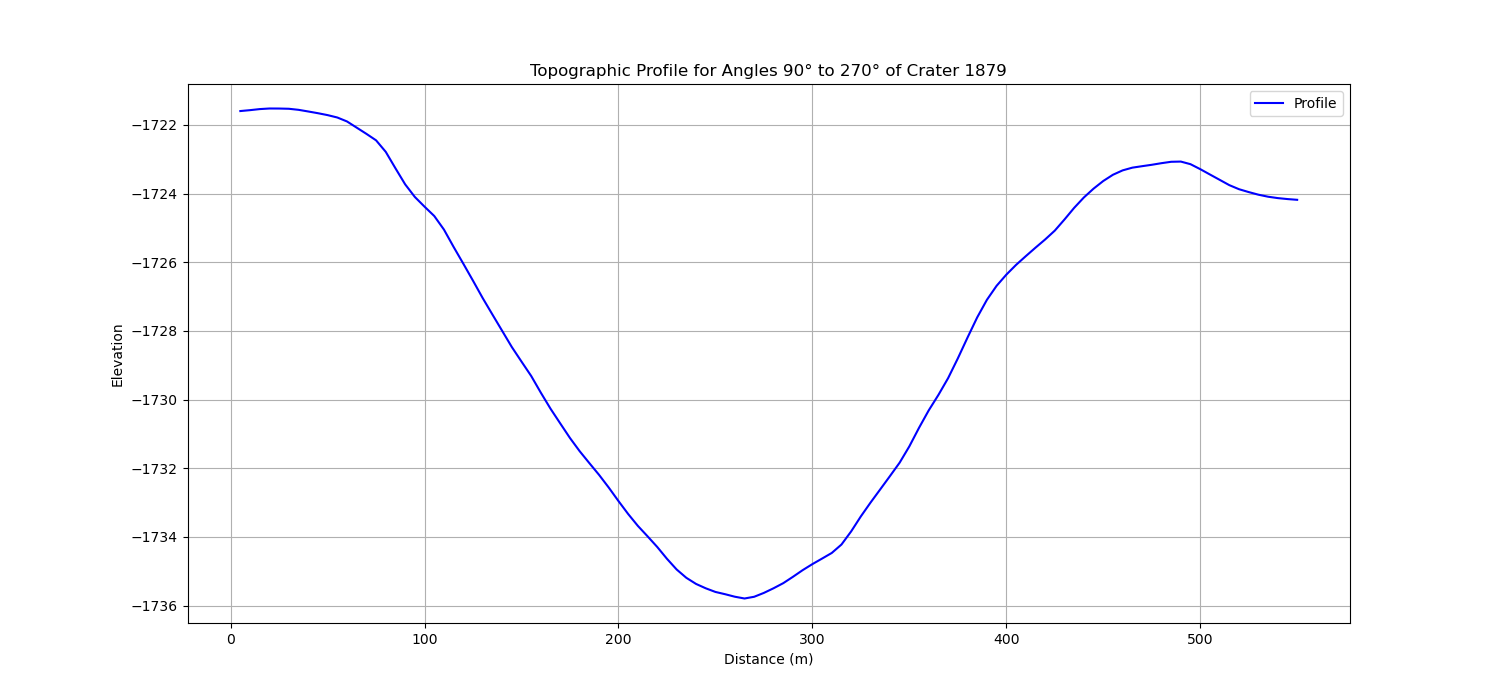 Topographic Profile for Angles 90° to 270° of Crater 1879
Profile
−1722
−1724
−1726
−1728
−1730
−1732
−1734
−1736
Elevation
0 100 200 300 400 500
Distance (m)